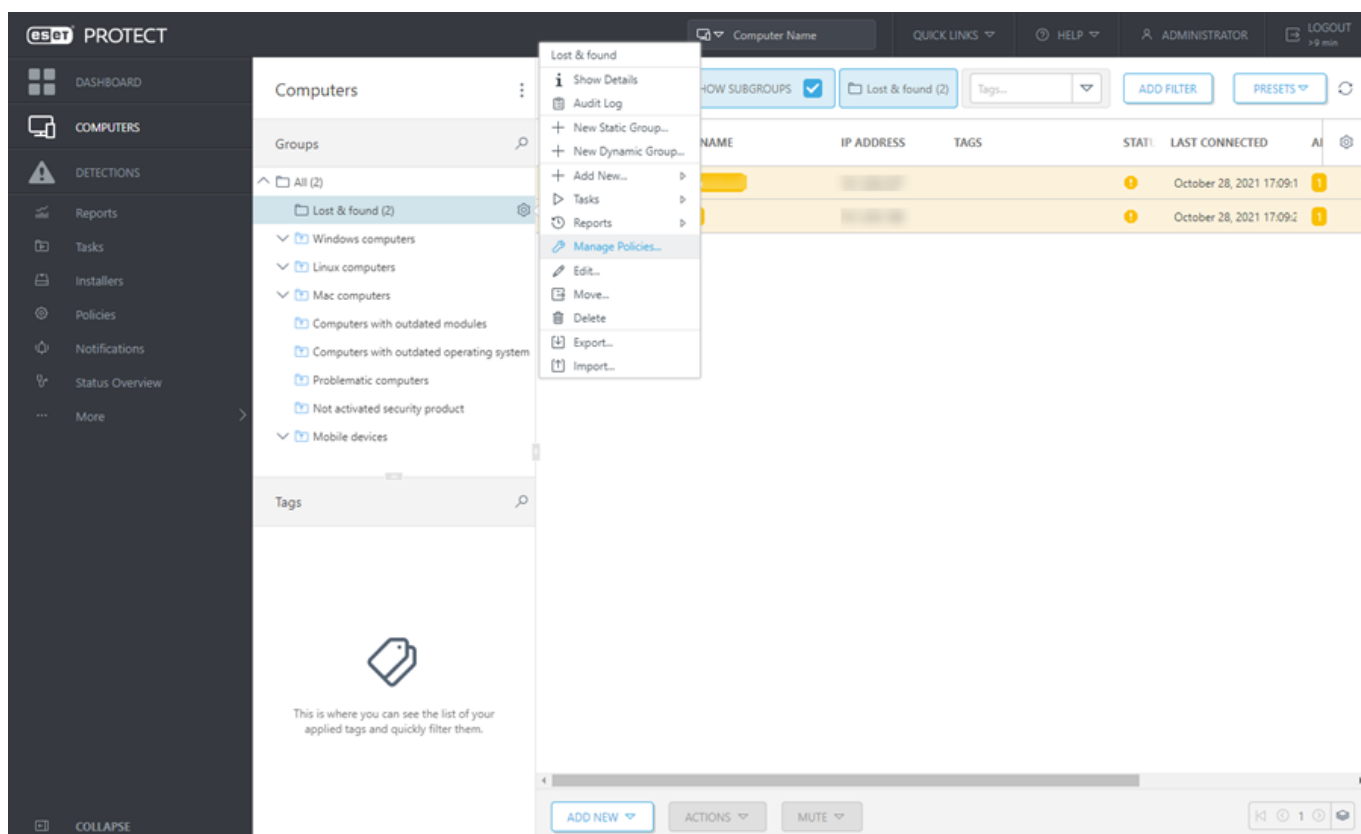 eset PROTECT
Computer Name
QUICK LINKS
HELP
ADMINISTRATOR
LOGOUT
>9 min
DASHBOARD
COMPUTERS
DETECTIONS
Reports
Tasks
Installers
Policies
Notifications
Status Overview
More
COLLAPSE
Computers
Groups
All (2)
Lost & found (2)
Windows computers
Linux computers
Mac computers
Computers with outdated modules
Computers with outdated operating system
Problematic computers
Not activated security product
Mobile devices
Tags
This is where you can see the list of your
applied tags and quickly filter them.
Lost & found
Show Details
Audit Log
New Static Group...
New Dynamic Group...
Add New...
Tasks
Reports
Manage Policies...
Edit...
Move...
Delete
Export...
Import...
HOW SUBGROUPS
Lost & found (2)
Tags...
ADD FILTER
PRESETS
NAME IP ADDRESS TAGS STATU LAST CONNECTED Al
October 28, 2021 17:09:1 1
October 28, 2021 17:09:2 1
ADD NEW
ACTIONS
MUTE
1